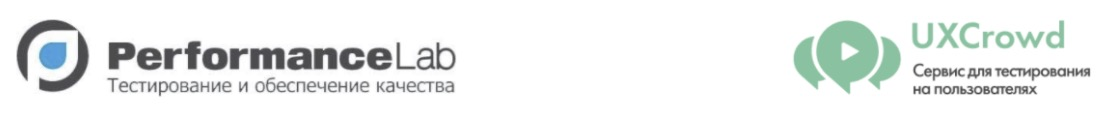 PerformanceLab
Тестирование и обеспечение качества
UXCrowd
Сервис для тестирования
на пользователях